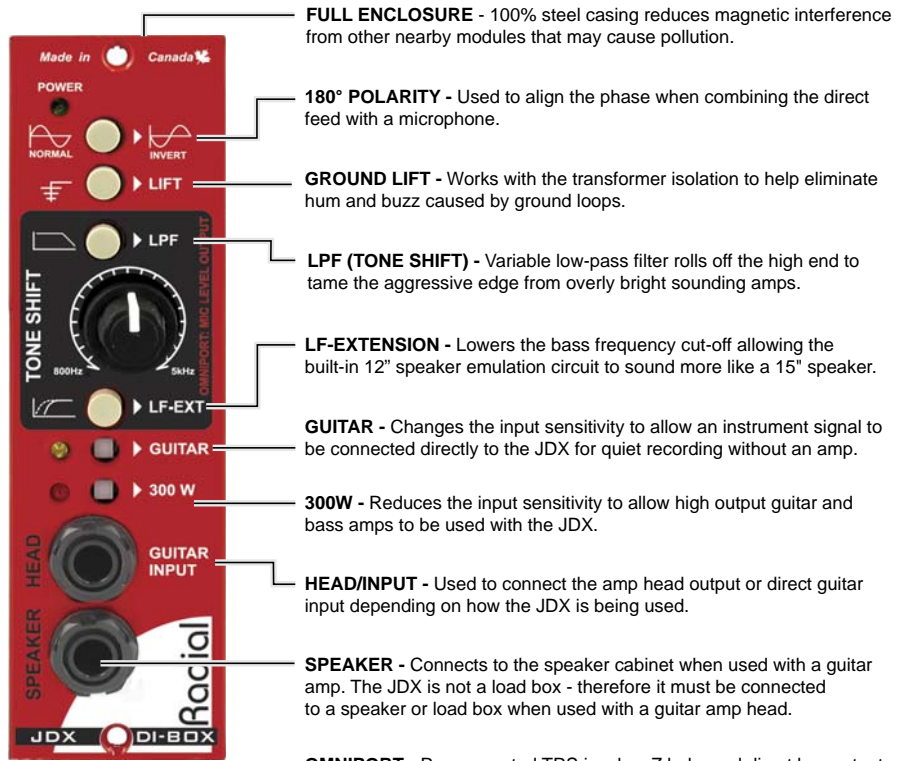 FULL ENCLOSURE - 100% steel casing reduces magnetic interference
from other nearby modules that may cause pollution.
180° POLARITY - Used to align the phase when combining the direct
feed with a microphone.
GROUND LIFT - Works with the transformer isolation to help eliminate
hum and buzz caused by ground loops.
LPF (TONE SHIFT) - Variable low-pass filter rolls off the high end to
tame the aggressive edge from overly bright sounding amps.
LF-EXTENSION - Lowers the bass frequency cut-off allowing the
built-in 12” speaker emulation circuit to sound more like a 15" speaker.
GUITAR - Changes the input sensitivity to allow an instrument signal to
be connected directly to the JDX for quiet recording without an amp.
300W - Reduces the input sensitivity to allow high output guitar and
bass amps to be used with the JDX.
HEAD/INPUT - Used to connect the amp head output or direct guitar
input depending on how the JDX is being used.
SPEAKER - Connects to the speaker cabinet when used with a guitar
amp. The JDX is not a load box - therefore it must be connected
to a speaker or load box when used with a guitar amp head.
Made in Canada
POWER
NORMAL INVERT
LIFT
LPF
TONE SHIFT
OMNIPORT: MIC LEVEL OUTPUT
800Hz 5kHz
LF-EXT
GUITAR
300 W
HEAD
GUITAR
INPUT
SPEAKER
Radial
JDX DI-BOX